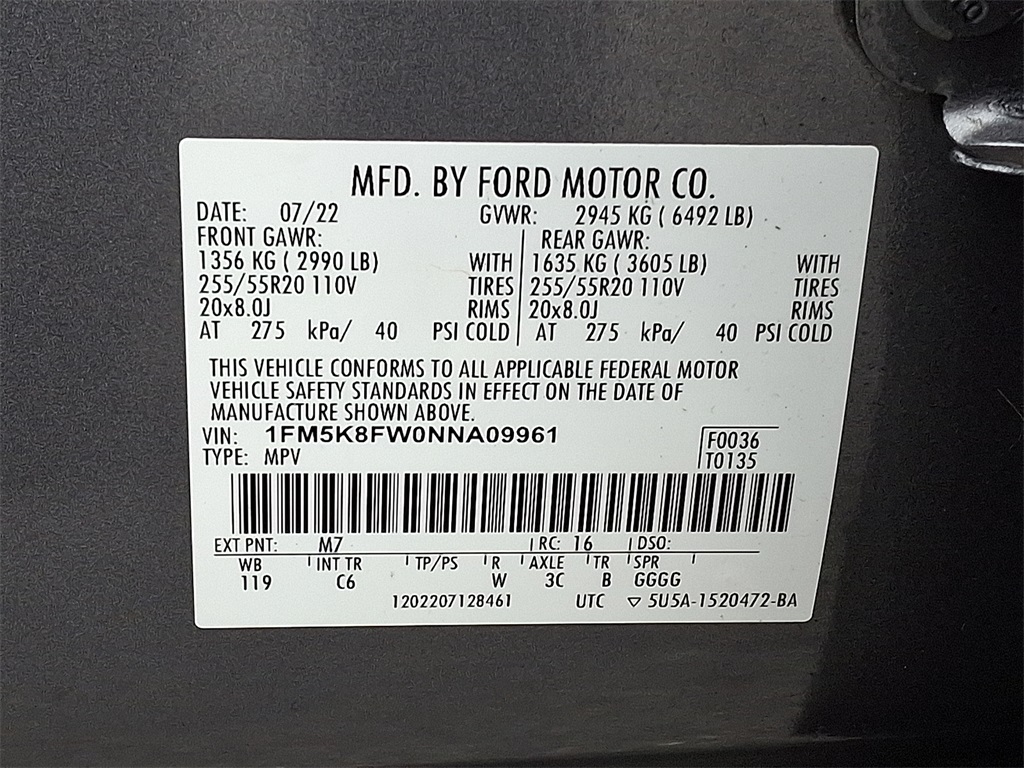 MFD. BY FORD MOTOR CO.
DATE: 07/22 GVWR: 2945 KG ( 6492 LB)
FRONT GAWR: REAR GAWR:
1356 KG ( 2990 LB) WITH 1635 KG ( 3605 LB) WITH
255/55R20 110V TIRES 255/55R20 110V TIRES
20x8.0J RIMS 20x8.0J RIMS
AT 275 kPa/ 40 PSI COLD AT 275 kPa/ 40 PSI COLD
THIS VEHICLE CONFORMS TO ALL APPLICABLE FEDERAL MOTOR
VEHICLE SAFETY STANDARDS IN EFFECT ON THE DATE OF
MANUFACTURE SHOWN ABOVE.
VIN: 1FM5K8FW0NNA09961 F0036
TYPE: MPV T0135
EXT PNT: M7 RC: 16 DSO:
WB INT TR TP/PS R AXLE TR SPR
119 C6 W 3C B GGGG
1202207128461 UTC ▽ 5U5A-1520472-BA